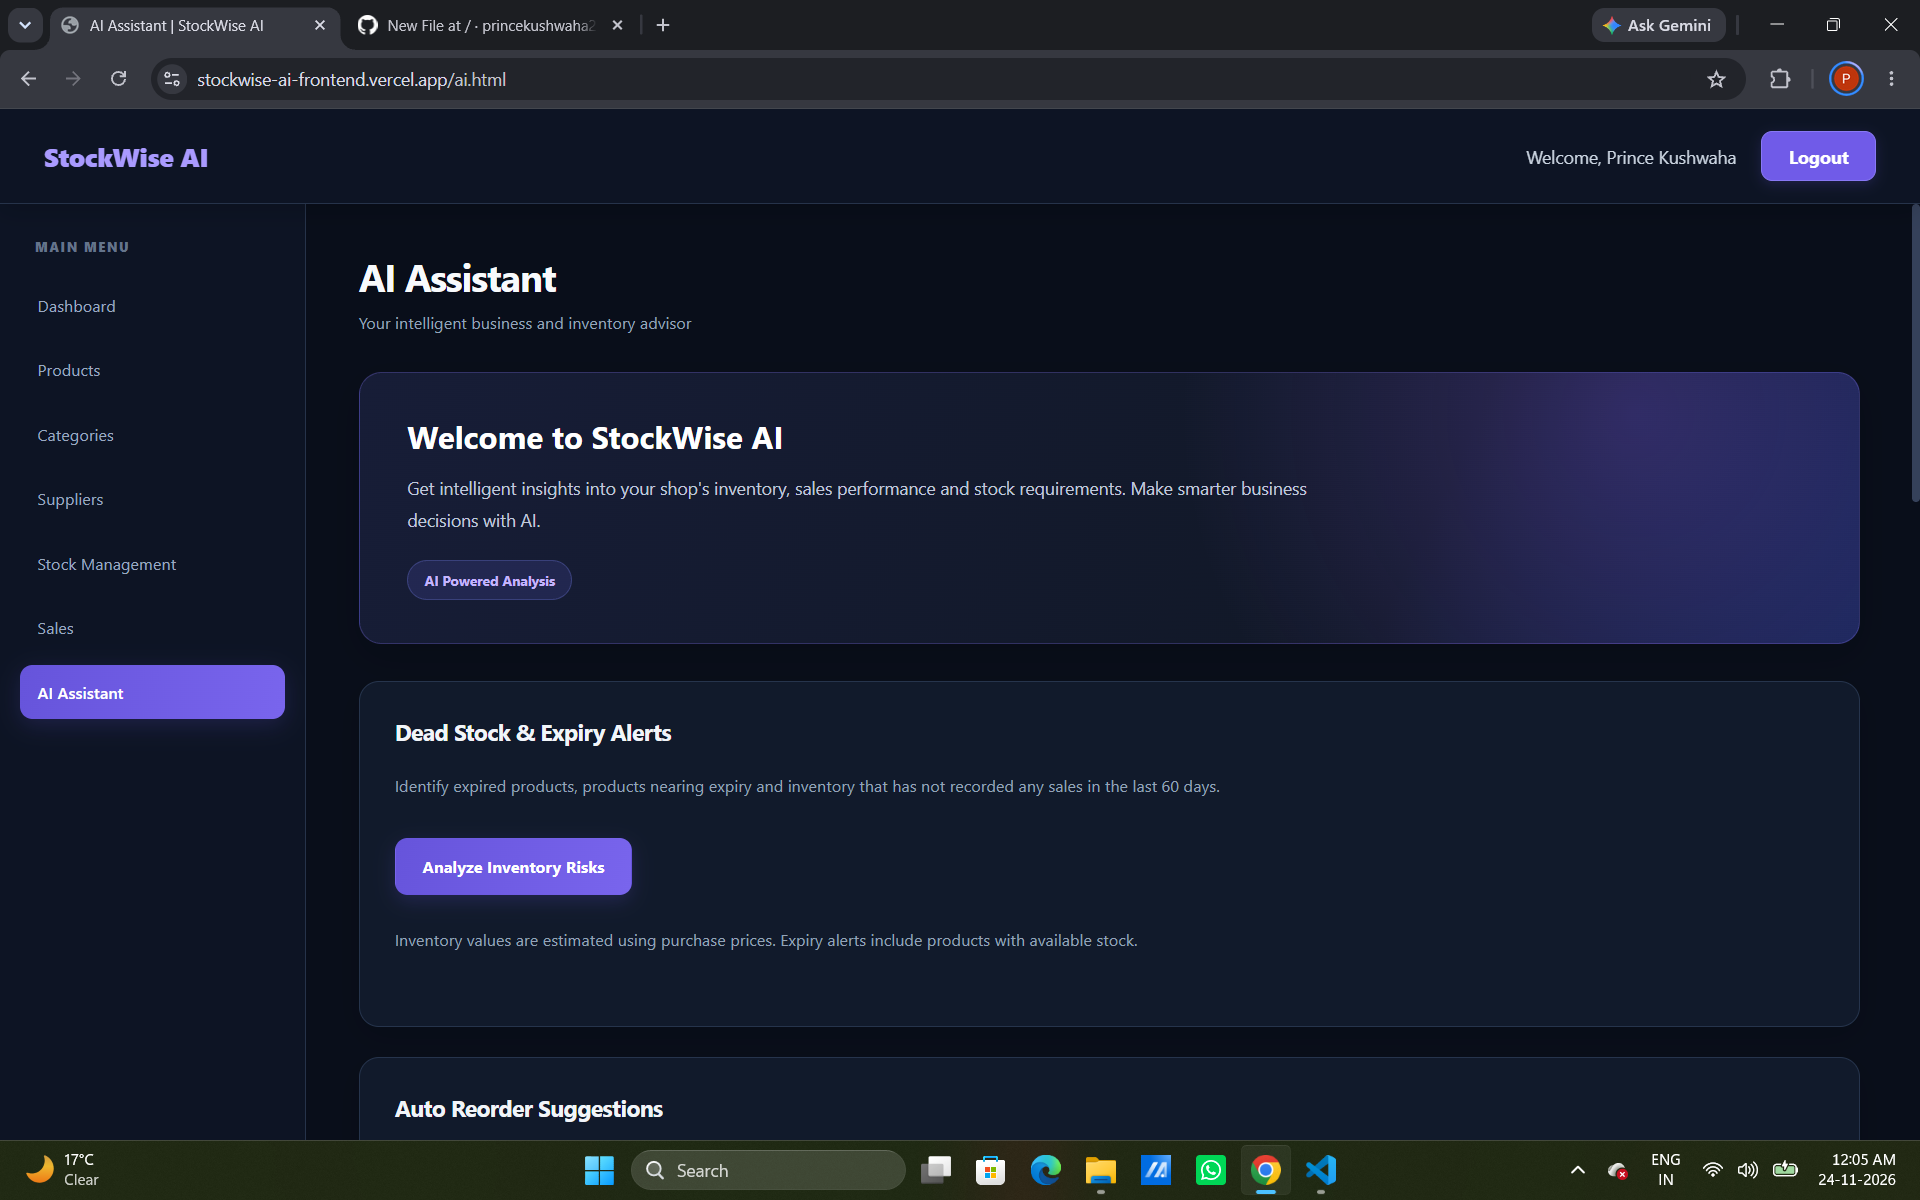 AI Assistant | StockWise AI
New File at / · princekushwaha2
Ask Gemini
stockwise-ai-frontend.vercel.app/ai.html
P
StockWise AI
Welcome, Prince Kushwaha
Logout
MAIN MENU
Dashboard
Products
Categories
Suppliers
Stock Management
Sales
AI Assistant
AI Assistant
Your intelligent business and inventory advisor
Welcome to StockWise AI
Get intelligent insights into your shop's inventory, sales performance and stock requirements. Make smarter business
decisions with AI.
AI Powered Analysis
Dead Stock & Expiry Alerts
Identify expired products, products nearing expiry and inventory that has not recorded any sales in the last 60 days.
Analyze Inventory Risks
Inventory values are estimated using purchase prices. Expiry alerts include products with available stock.
Auto Reorder Suggestions
17°C
Clear
Search
ENG
IN
12:05 AM
24-11-2026